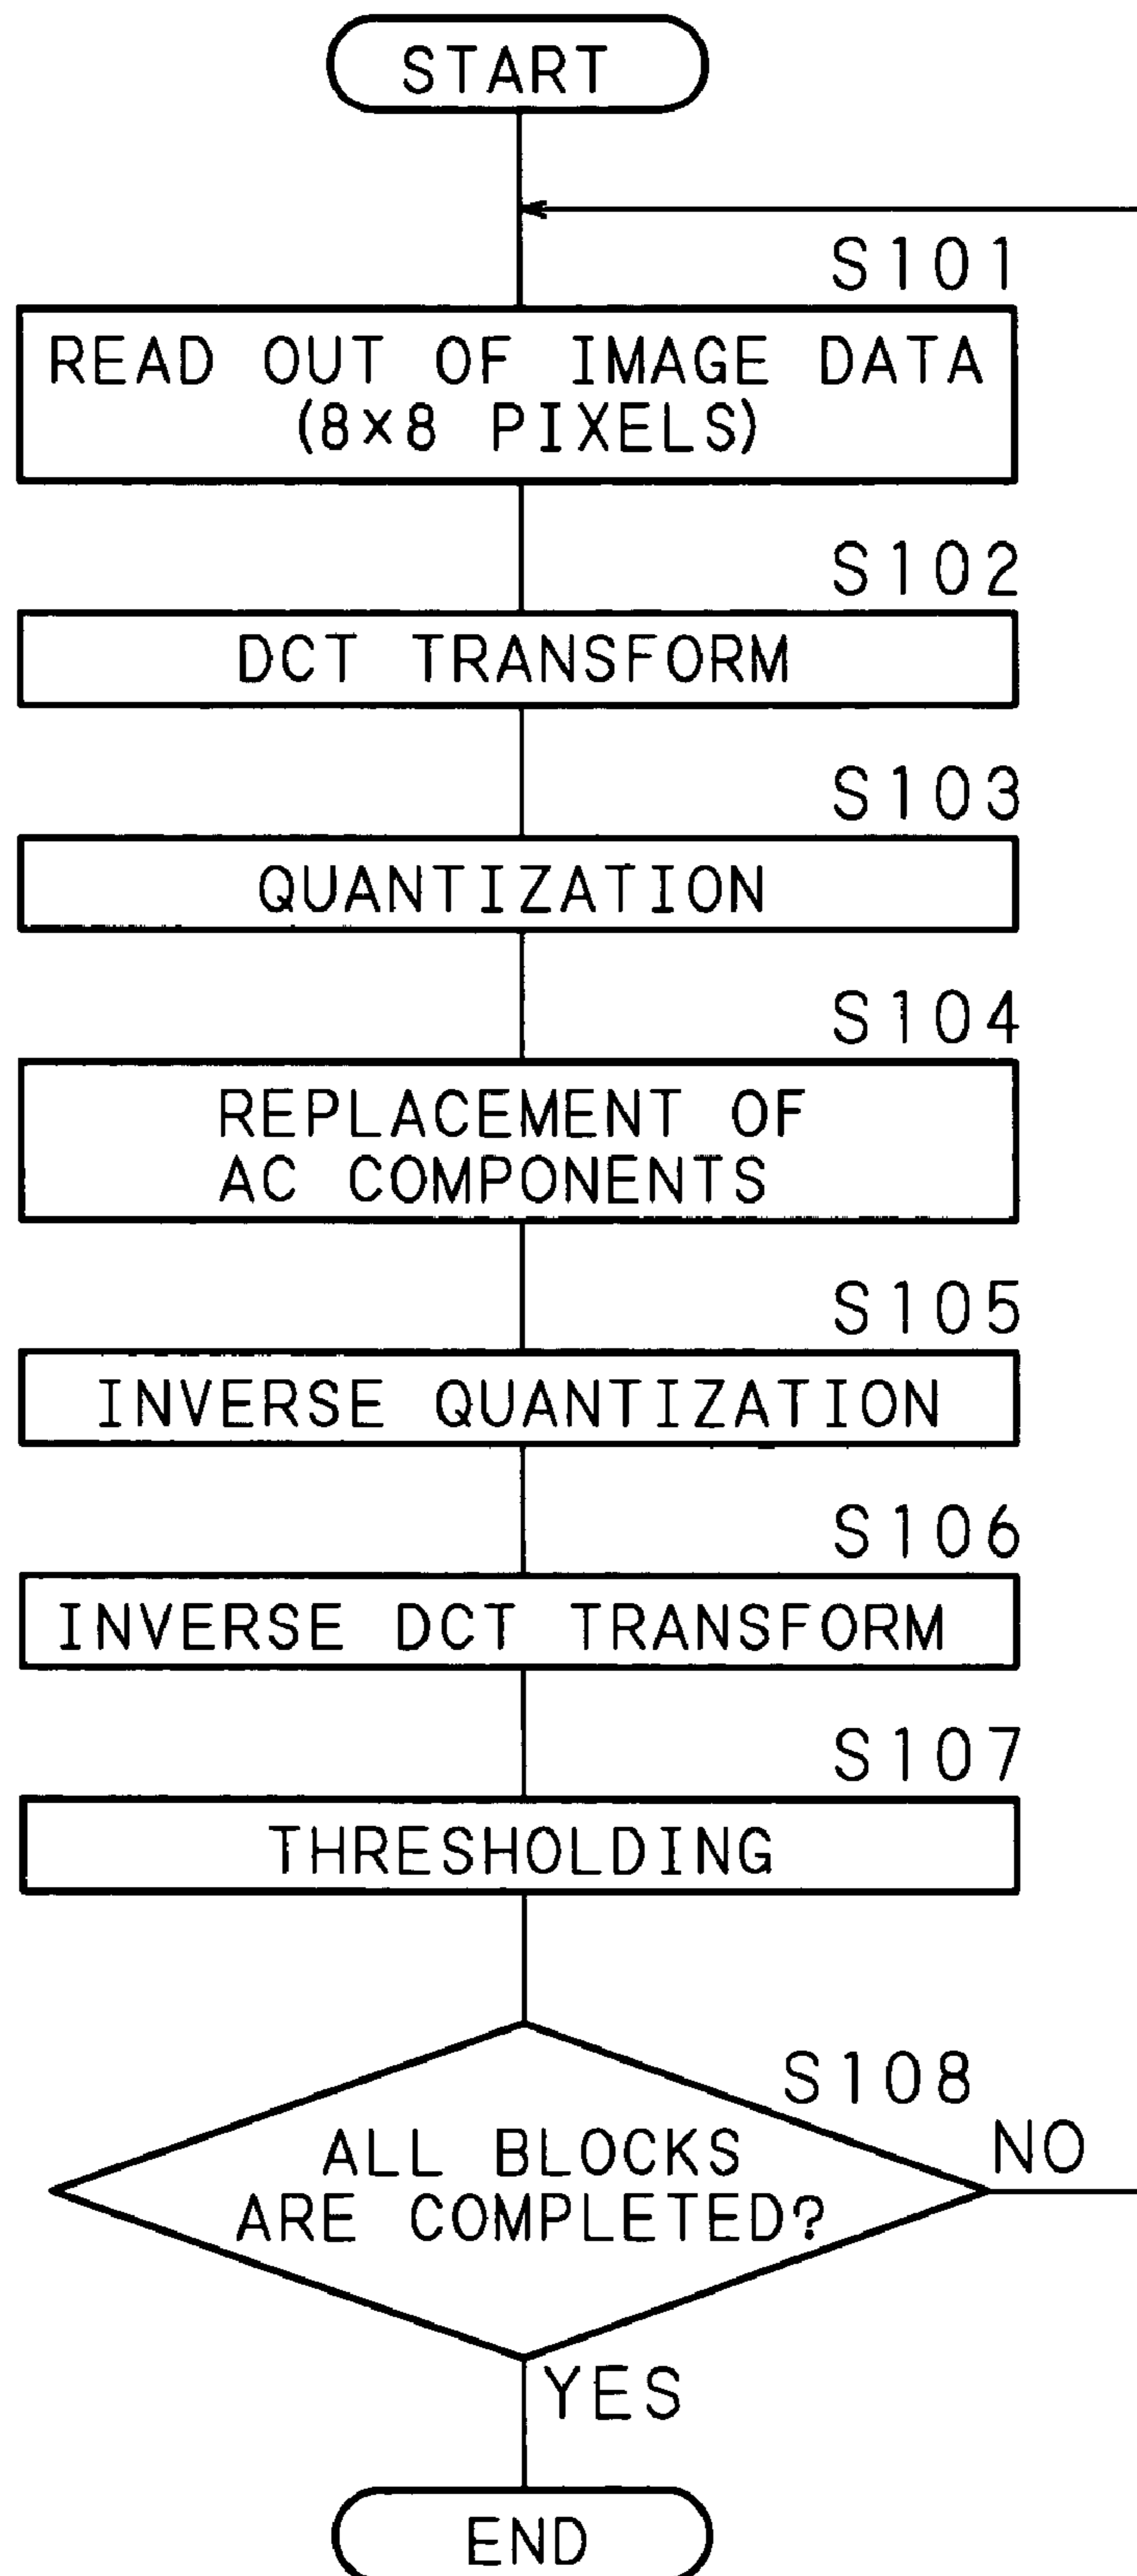 START
S101
READ OUT OF IMAGE DATA
(8×8 PIXELS)
S102
DCT TRANSFORM
S103
QUANTIZATION
S104
REPLACEMENT OF
AC COMPONENTS
S105
INVERSE QUANTIZATION
S106
INVERSE DCT TRANSFORM
S107
THRESHOLDING
S108
ALL BLOCKS
ARE COMPLETED?
NO
YES
END